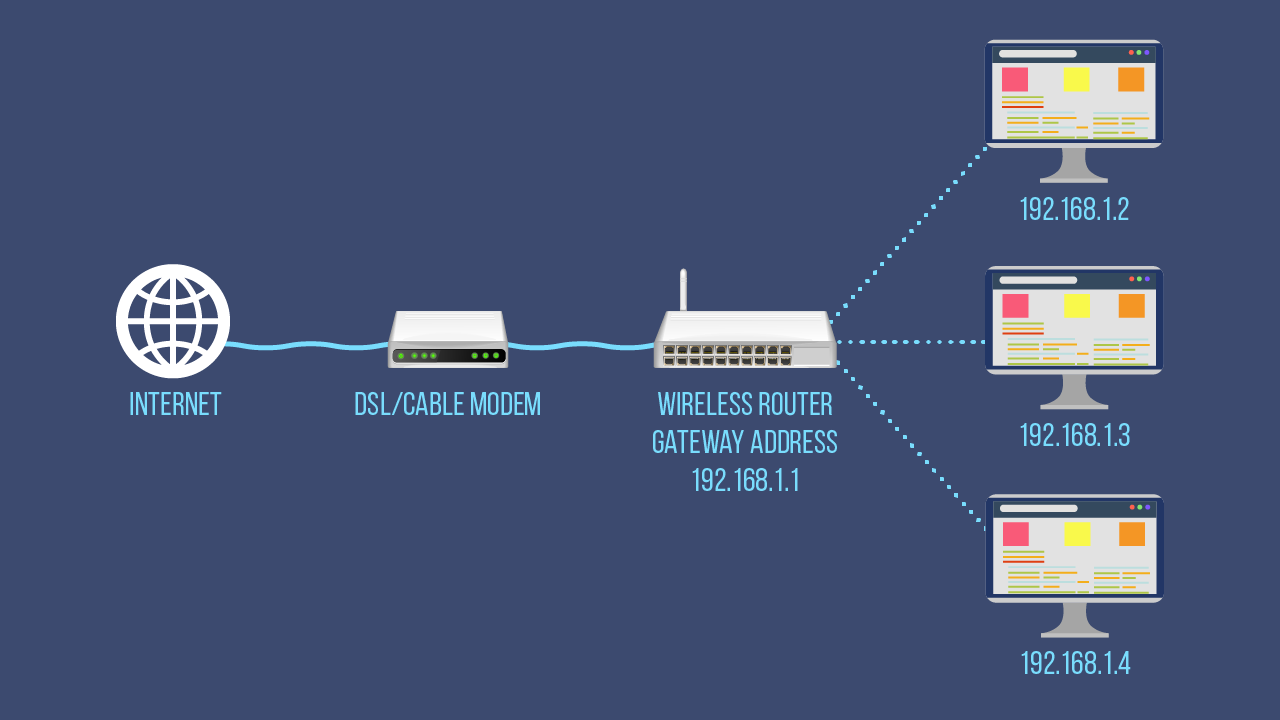 INTERNET
DSL/CABLE MODEM
WIRELESS ROUTER
GATEWAY ADDRESS
192.168.1.1
192.168.1.2
192.168.1.3
192.168.1.4